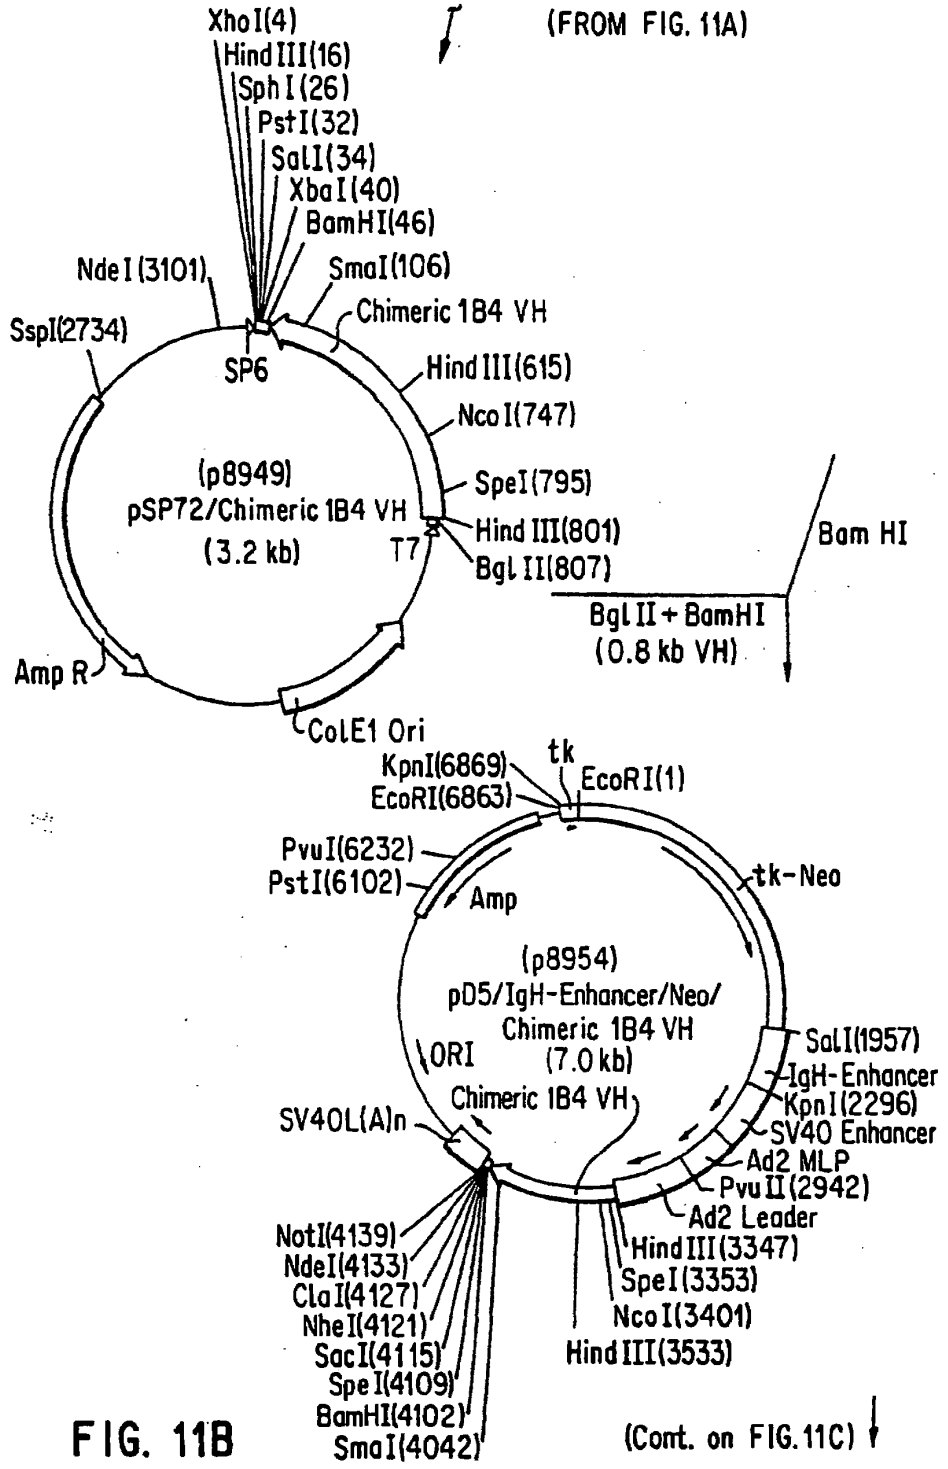 (FROM FIG. 11A)
XhoI(4)
HindIII(16)
SphI(26)
PstI(32)
SalI(34)
XbaI(40)
BamHI(46)
NdeI(3101)
SmaI(106)
Chimeric 1B4 VH
SspI(2734)
SP6
HindIII(615)
NcoI(747)
(p8949)
pSP72/Chimeric 1B4 VH
(3.2 kb)
SpeI(795)
HindIII(801)
T7
BglII(807)
Bam HI
BglII + BamHI
(0.8 kb VH)
Amp R
ColE1 Ori
tk
KpnI(6869)
EcoRI(1)
EcoRI(6863)
PvuI(6232)
PstI(6102)
Amp
tk-Neo
(p8954)
pD5/IgH-Enhancer/Neo/
Chimeric 1B4 VH
(7.0 kb)
SalI(1957)
ORI
IgH-Enhancer
Chimeric 1B4 VH
KpnI(2296)
SV40L(A)n
SV40 Enhancer
Ad2 MLP
PvuII(2942)
Ad2 Leader
NotI(4139)
HindIII(3347)
NdeI(4133)
SpeI(3353)
ClaI(4127)
NcoI(3401)
NheI(4121)
HindIII(3533)
SacI(4115)
SpeI(4109)
BamHI(4102)
SmaI(4042)
FIG. 11B
(Cont. on FIG.11C)